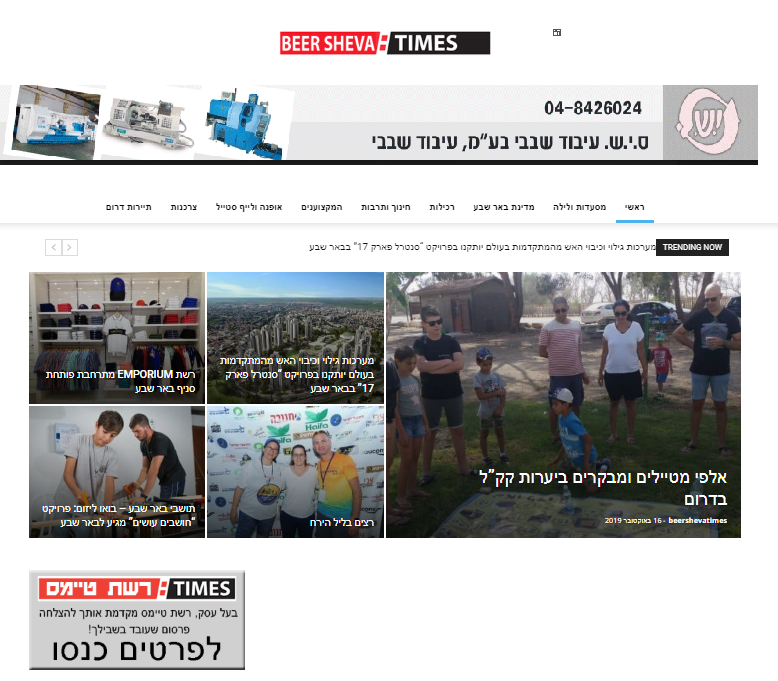 BEER SHEVA:TIMES
04-8426024
ס.י.ש. עיבוד שבבי בע"מ, עיבוד שבבי
ראשי
מסעדות ולילה
מדינת באר שבע
רכילות
חינוך ותרבות
המקצוענים
אופנה ולייף סטייל
צרכנות
תיירות דרום
TRENDING NOW
מערכות גילוי וכיבוי האש מהמתקדמות בעולם יותקנו בפרויקט "סנטרל פארק 17" בבאר שבע
אלפי מטיילים ומבקרים ביערות קק"ל
בדרום
beershevatimes - 16 באוקטובר 2019
מערכות גילוי וכיבוי האש מהמתקדמות
בעולם יותקנו בפרויקט "סנטרל פארק
17" בבאר שבע
רשת EMPORIUM מתרחבת פותחת
סניף באר שבע
Haifa
רצים בליל הירח
תושבי באר שבע – בואו ליזום: פרויקט
"חושבים עושים" מגיע לבאר שבע
TIMES:רשת טיימס
בעל עסק, רשת טיימס מקדמת אותך להצלחה
פרסום שעובד בשבילך!
לפרטים כנסו